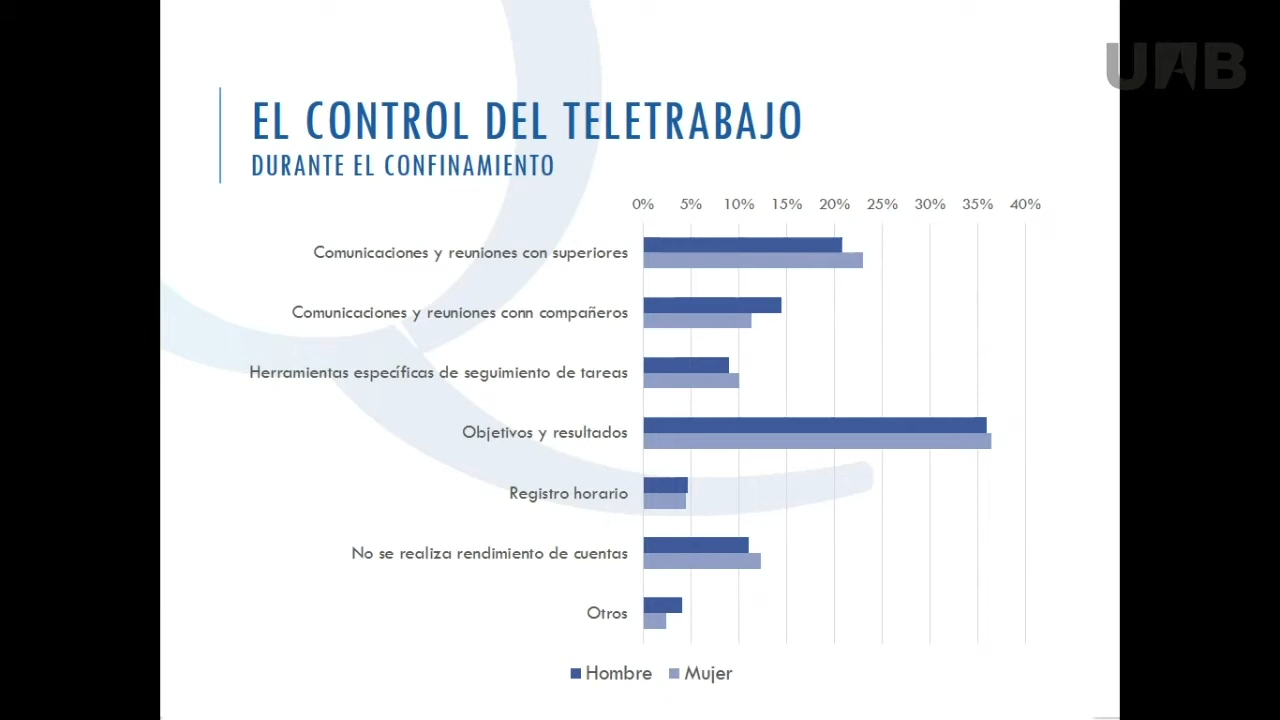 UAB
EL CONTROL DEL TELETRABAJO
DURANTE EL CONFINAMIENTO
0% 5% 10% 15% 20% 25% 30% 35% 40%
Comunicaciones y reuniones con superiores
Comunicaciones y reuniones conn compañeros
Herramientas específicas de seguimiento de tareas
Objetivos y resultados
Registro horario
No se realiza rendimiento de cuentas
Otros
Hombre Mujer